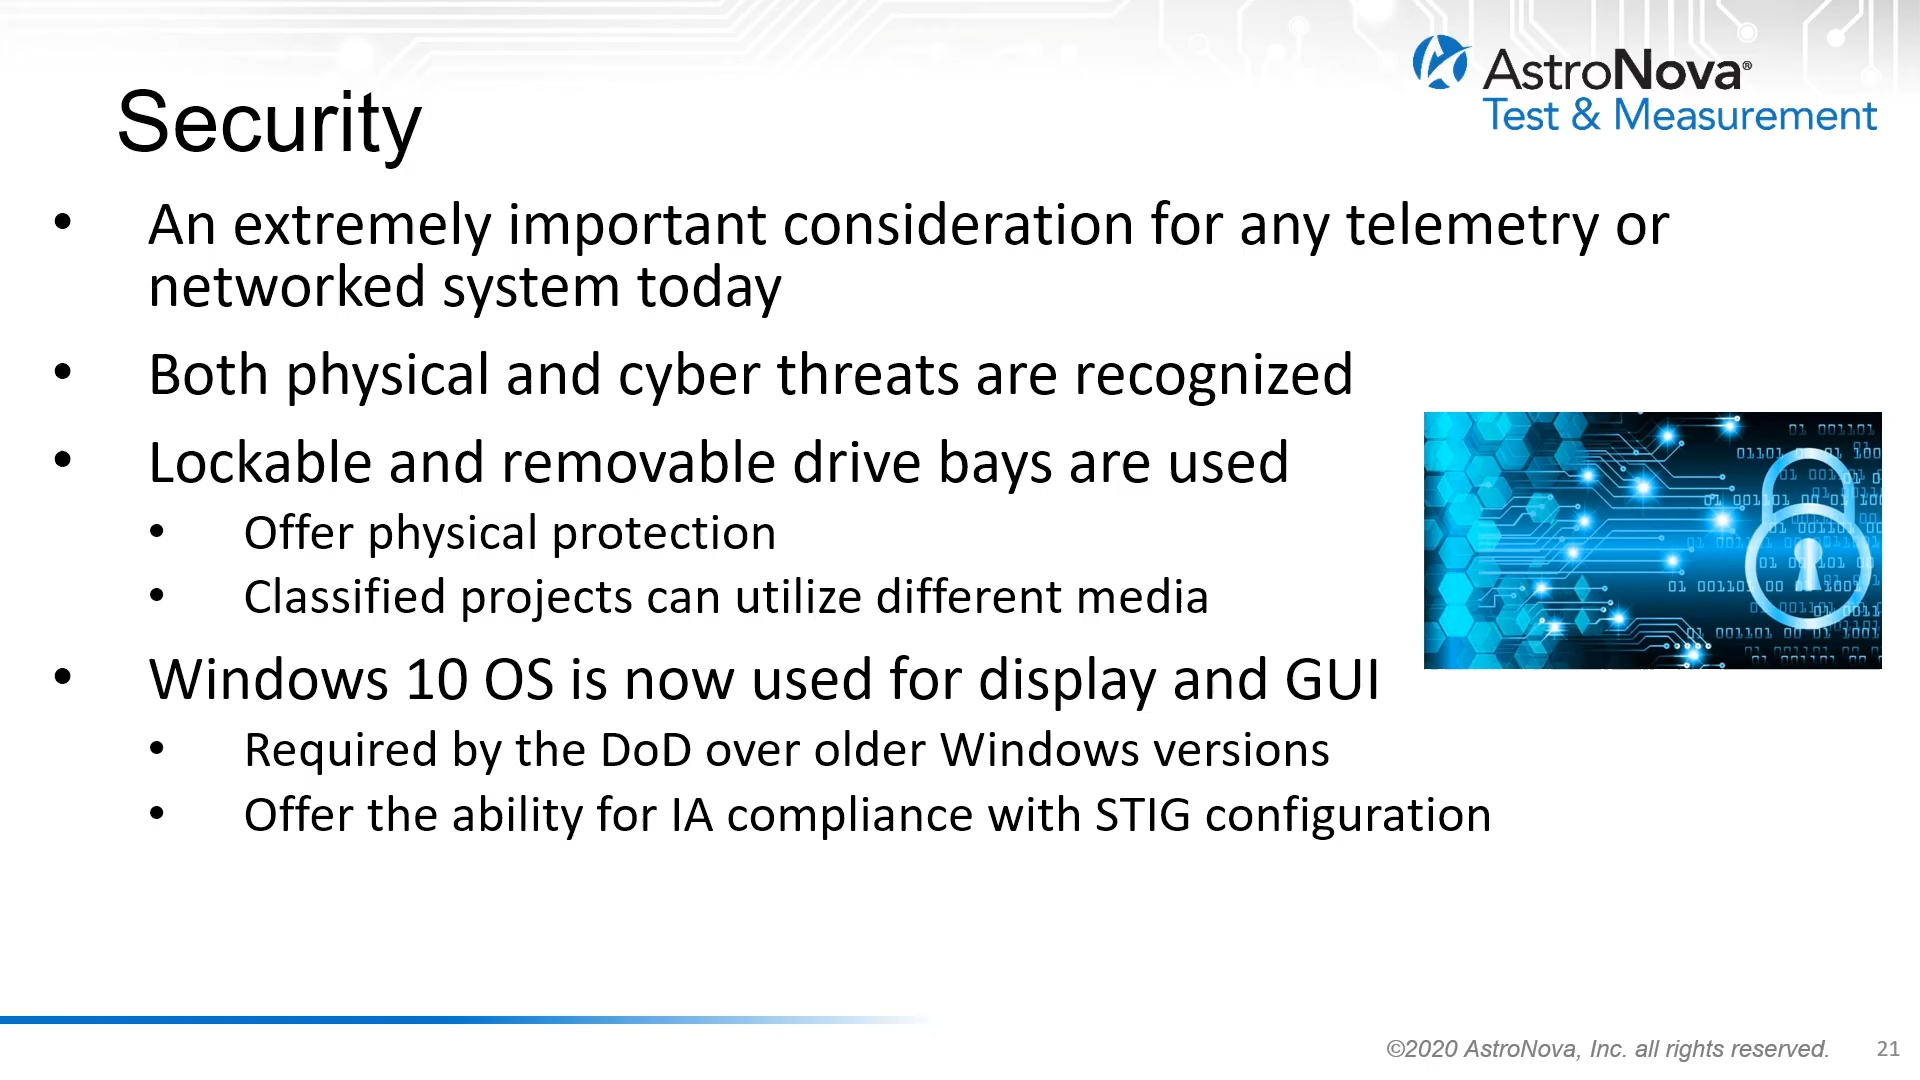 AstroNova®
Test & Measurement
Security
• An extremely important consideration for any telemetry or
networked system today
• Both physical and cyber threats are recognized
• Lockable and removable drive bays are used
• Offer physical protection
• Classified projects can utilize different media
• Windows 10 OS is now used for display and GUI
• Required by the DoD over older Windows versions
• Offer the ability for IA compliance with STIG configuration
©2020 AstroNova, Inc. all rights reserved.
21